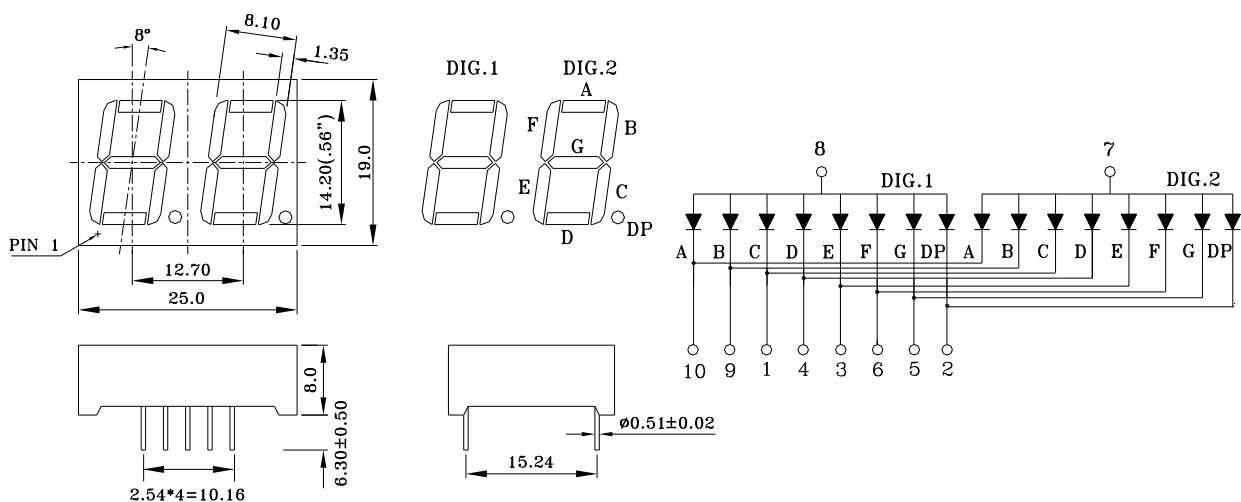 8.10
8°
1.35
DIG.1 DIG.2
A
F B
G
E C
D DP
14.20(.56")
19.0
PIN 1
12.70
25.0
8 7
DIG.1 DIG.2
A B C D E F G DP A B C D E F G DP
10 9 1 4 3 6 5 2
8.0
6.30±0.50
2.54*4=10.16
ø0.51±0.02
15.24